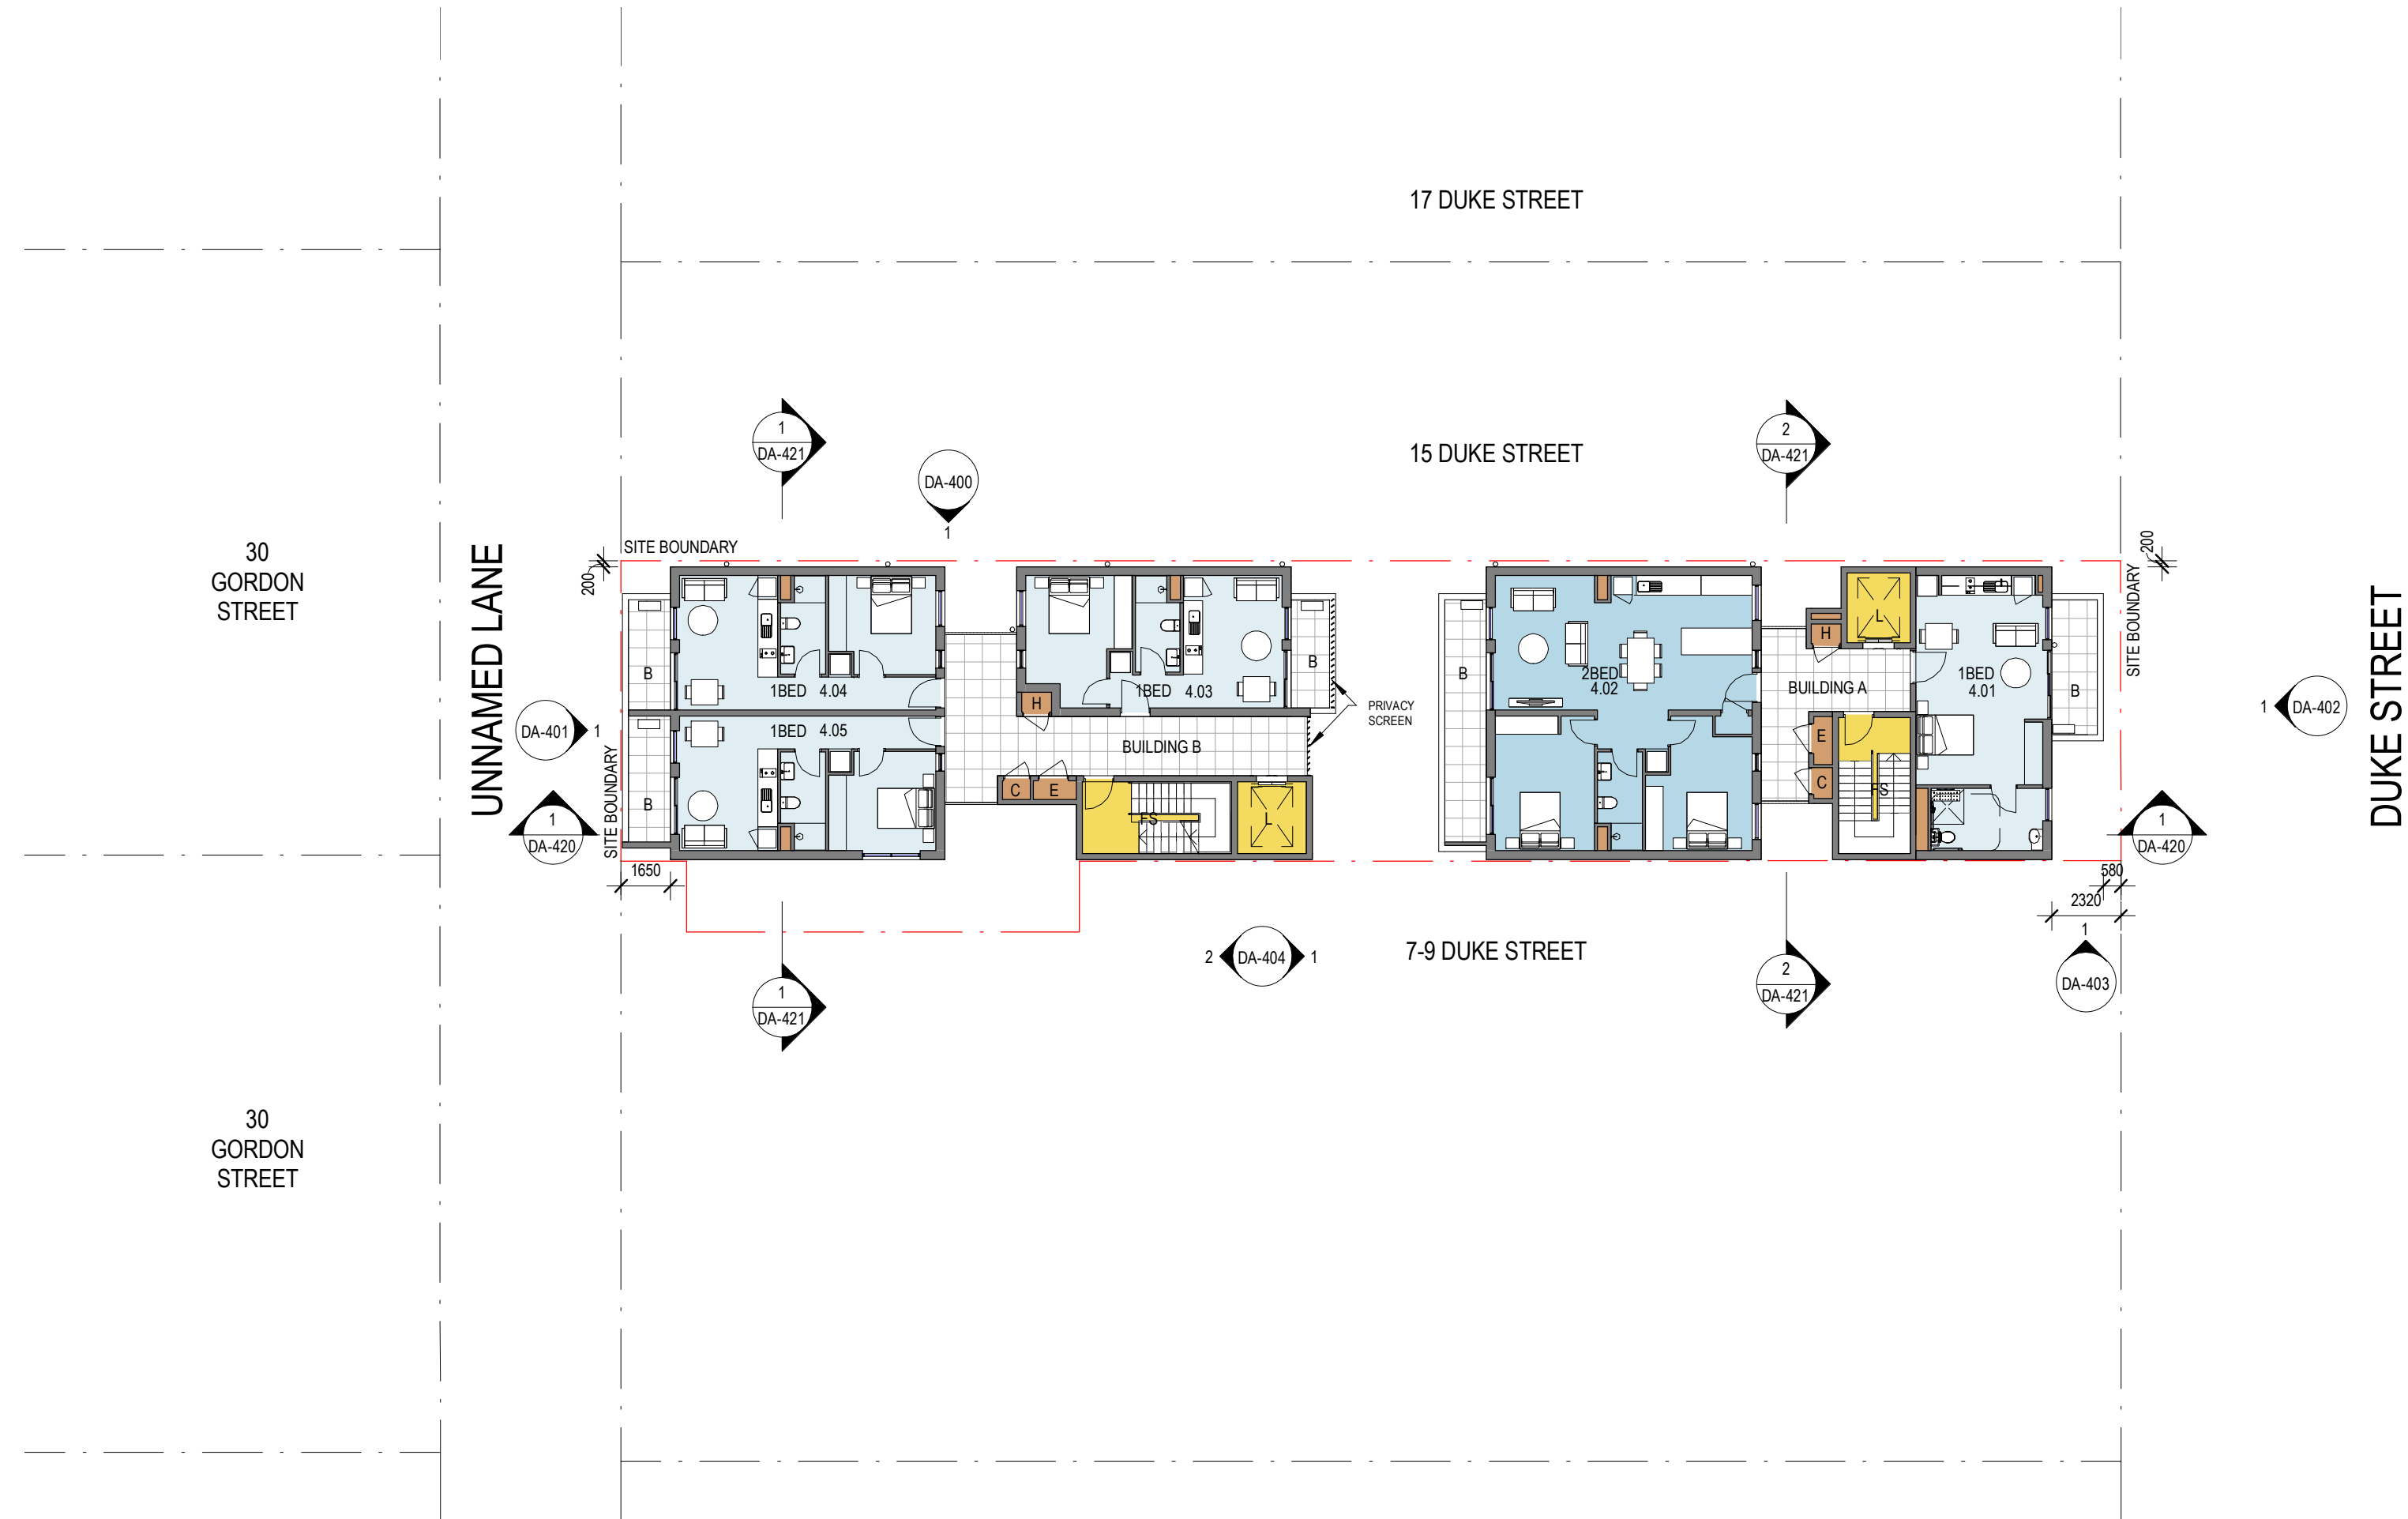 17 DUKE STREET
15 DUKE STREET
1
DA-421
2
DA-421
DA-400
1
30
GORDON
STREET
UNNAMED LANE
SITE BOUNDARY
200
200
SITE BOUNDARY
DUKE STREET
B
1BED 4.04
1BED 4.03
B
H
B
2BED
4.02
BUILDING A
H
L
1BED
4.01
B
PRIVACY
SCREEN
DA-401
1
1
DA-402
B
1BED 4.05
BUILDING B
C
E
FS
L
E
C
FS
SITE BOUNDARY
1
DA-420
1
DA-420
1650
580
2320
7-9 DUKE STREET
2
DA-404
1
1
DA-403
1
DA-421
2
DA-421
30
GORDON
STREET